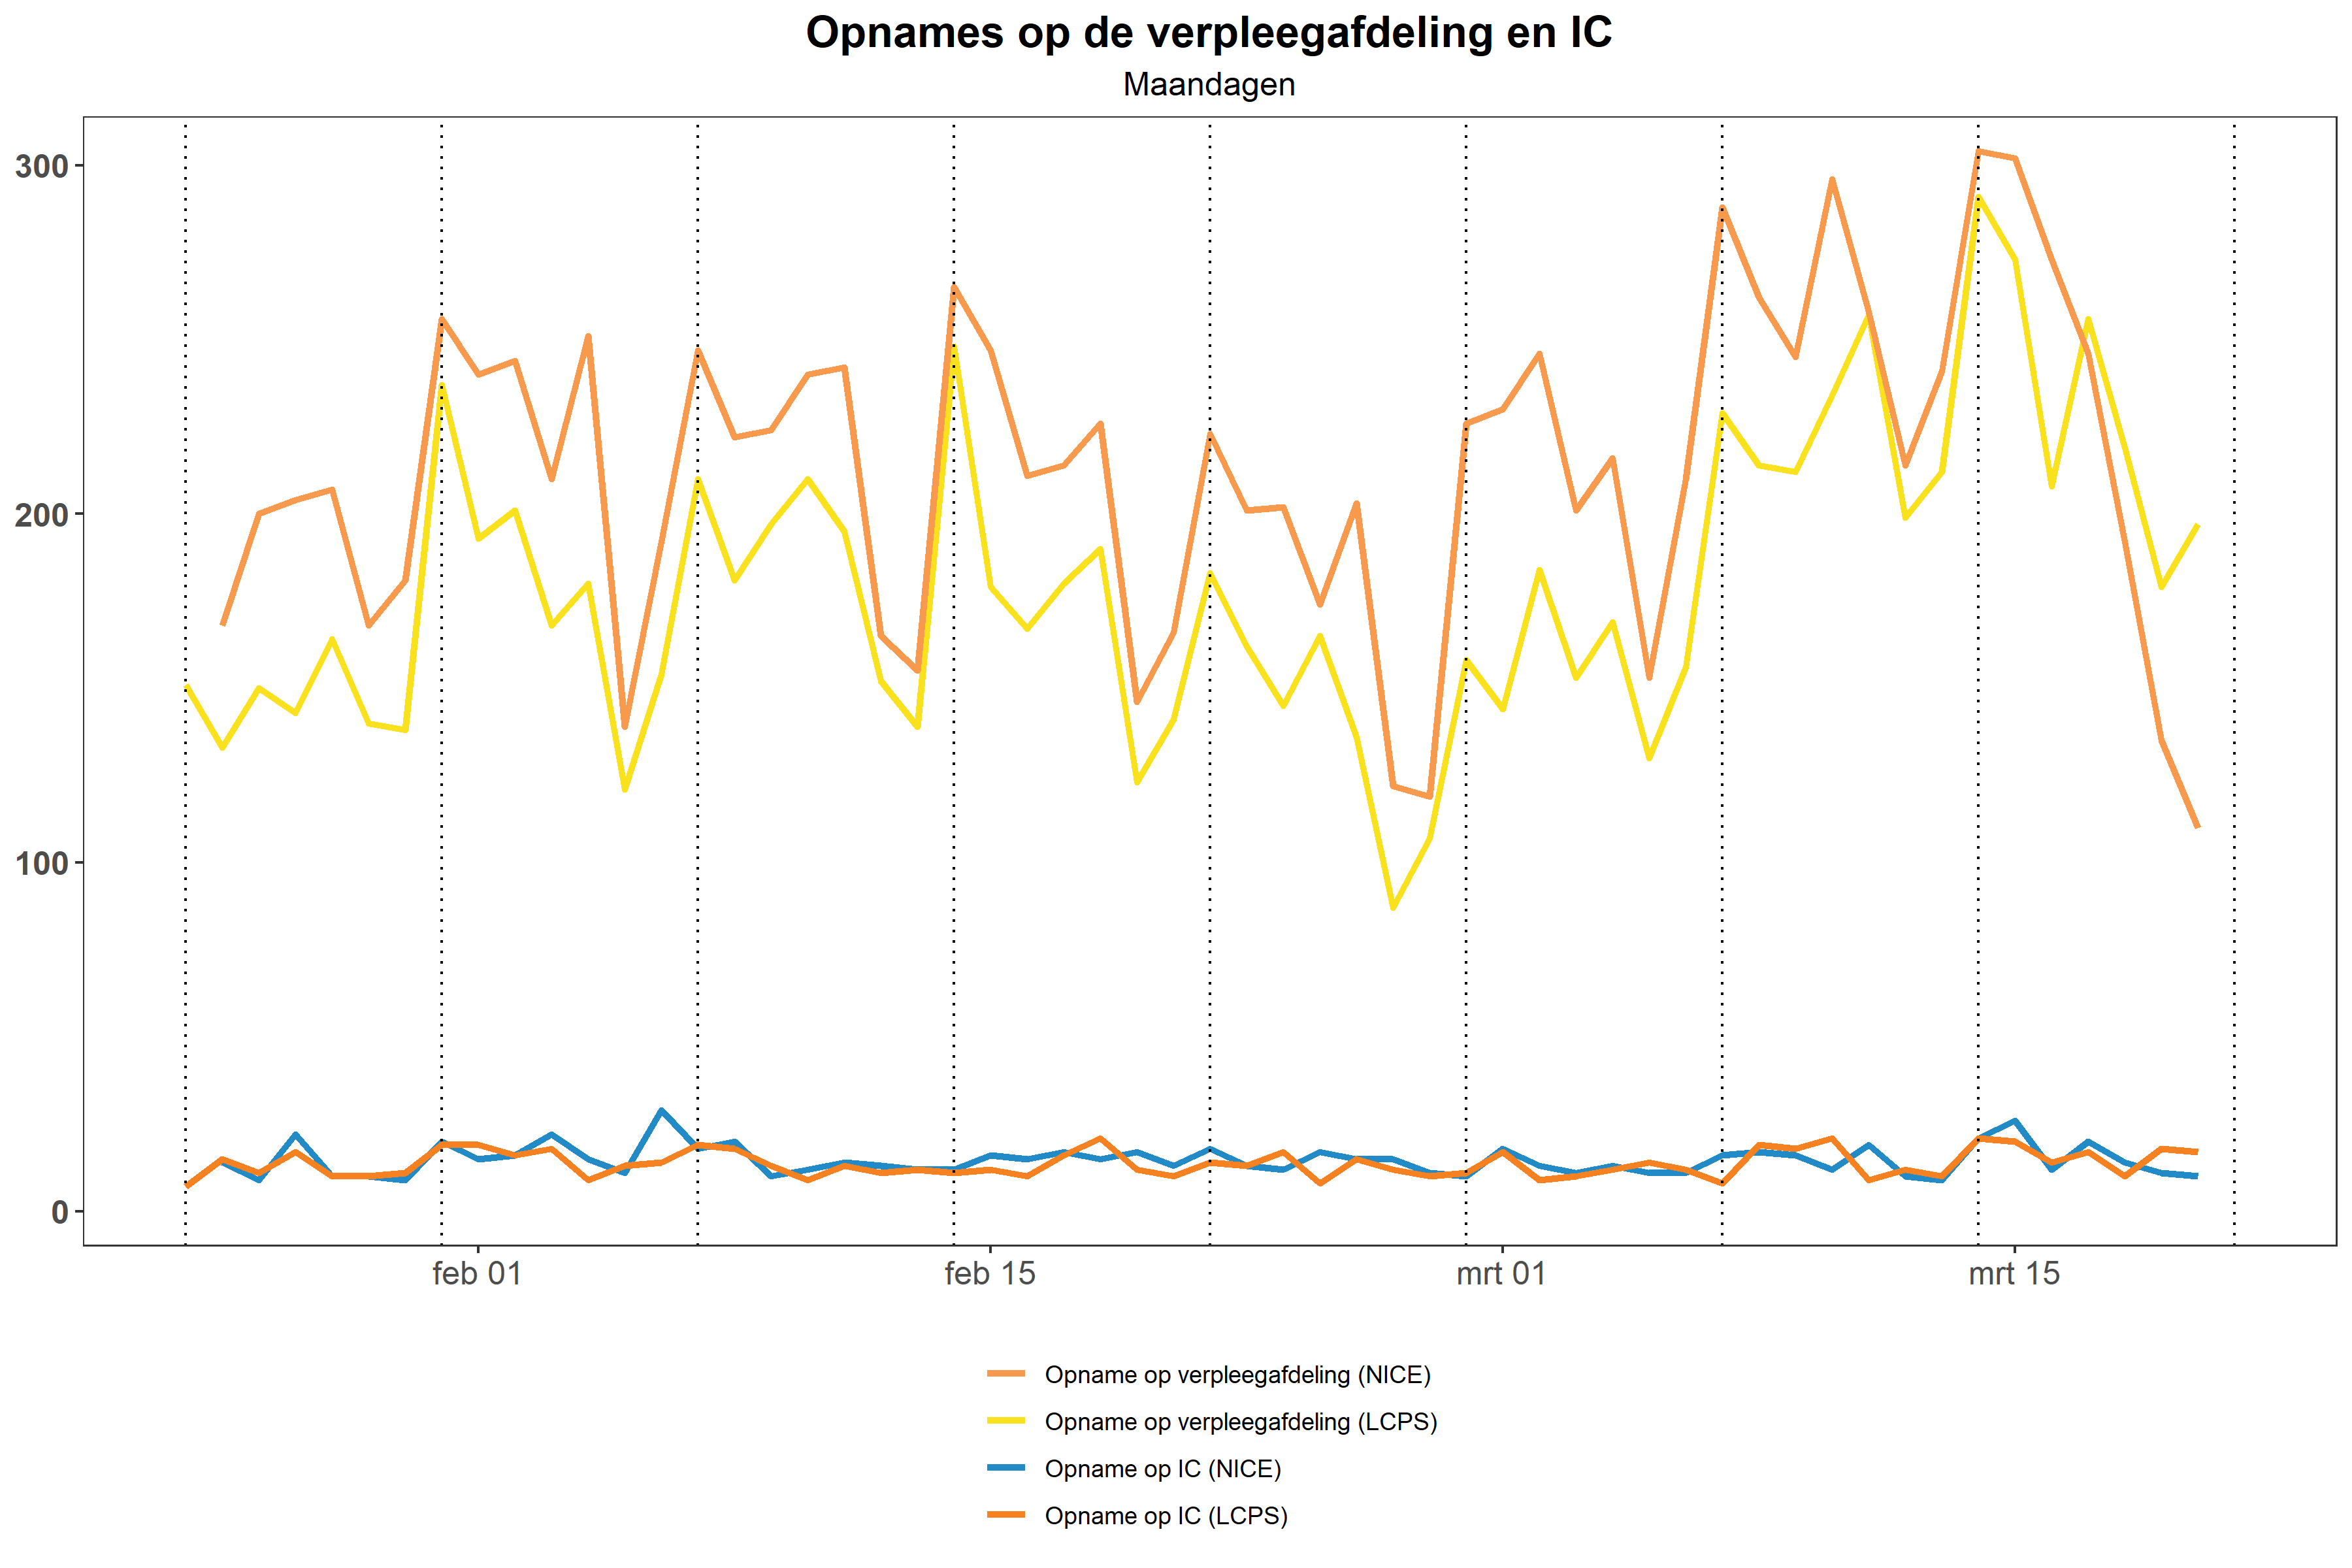 Opnames op de verpleegafdeling en IC
Maandagen
300
200
100
0
feb 01 feb 15 mrt 01 mrt 15
Opname op verpleegafdeling (NICE)
Opname op verpleegafdeling (LCPS)
Opname op IC (NICE)
Opname op IC (LCPS)